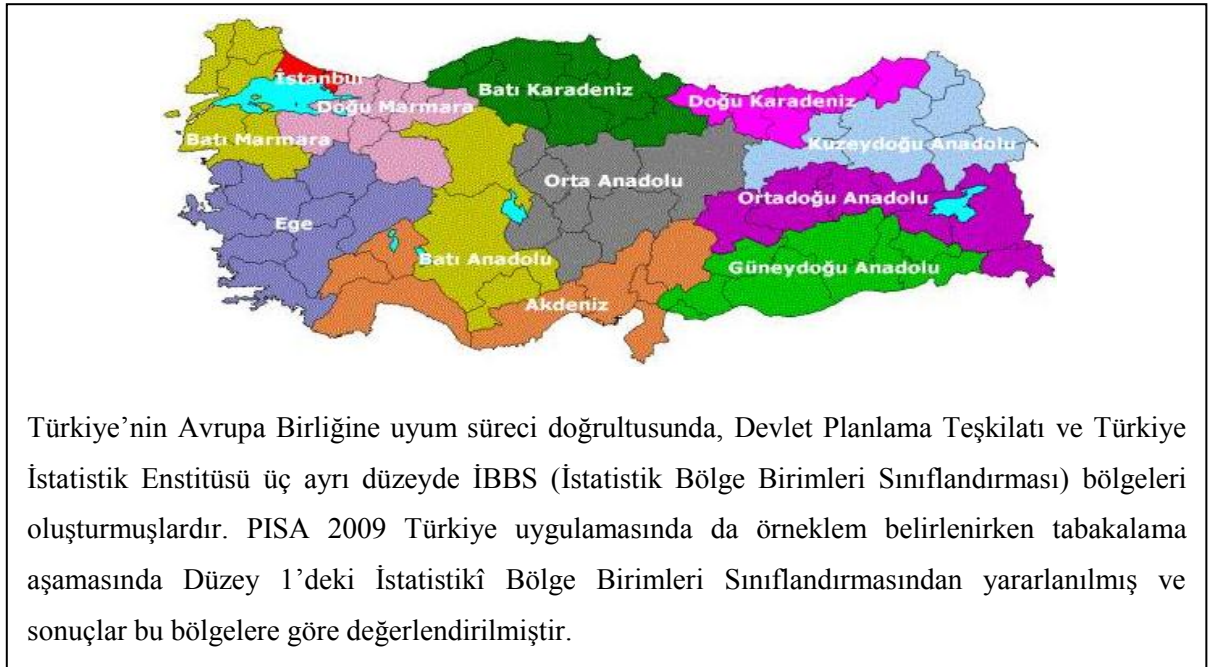 İstanbul
Batı Karadeniz
Doğu Karadeniz
Doğu Marmara
Batı Marmara
Kuzeydoğu Anadolu
Orta Anadolu
Ortadoğu Anadolu
Ege
Batı Anadolu
Güneydoğu Anadolu
Akdeniz
Türkiye’nin Avrupa Birliğine uyum süreci doğrultusunda, Devlet Planlama Teşkilatı ve Türkiye
İstatistik Enstitüsü üç ayrı düzeyde İBBS (İstatistik Bölge Birimleri Sınıflandırması) bölgeleri
oluşturmuşlardır. PISA 2009 Türkiye uygulamasında da örneklem belirlenirken tabakalama
aşamasında Düzey 1’deki İstatistikî Bölge Birimleri Sınıflandırmasından yararlanılmış ve
sonuçlar bu bölgelere göre değerlendirilmiştir.